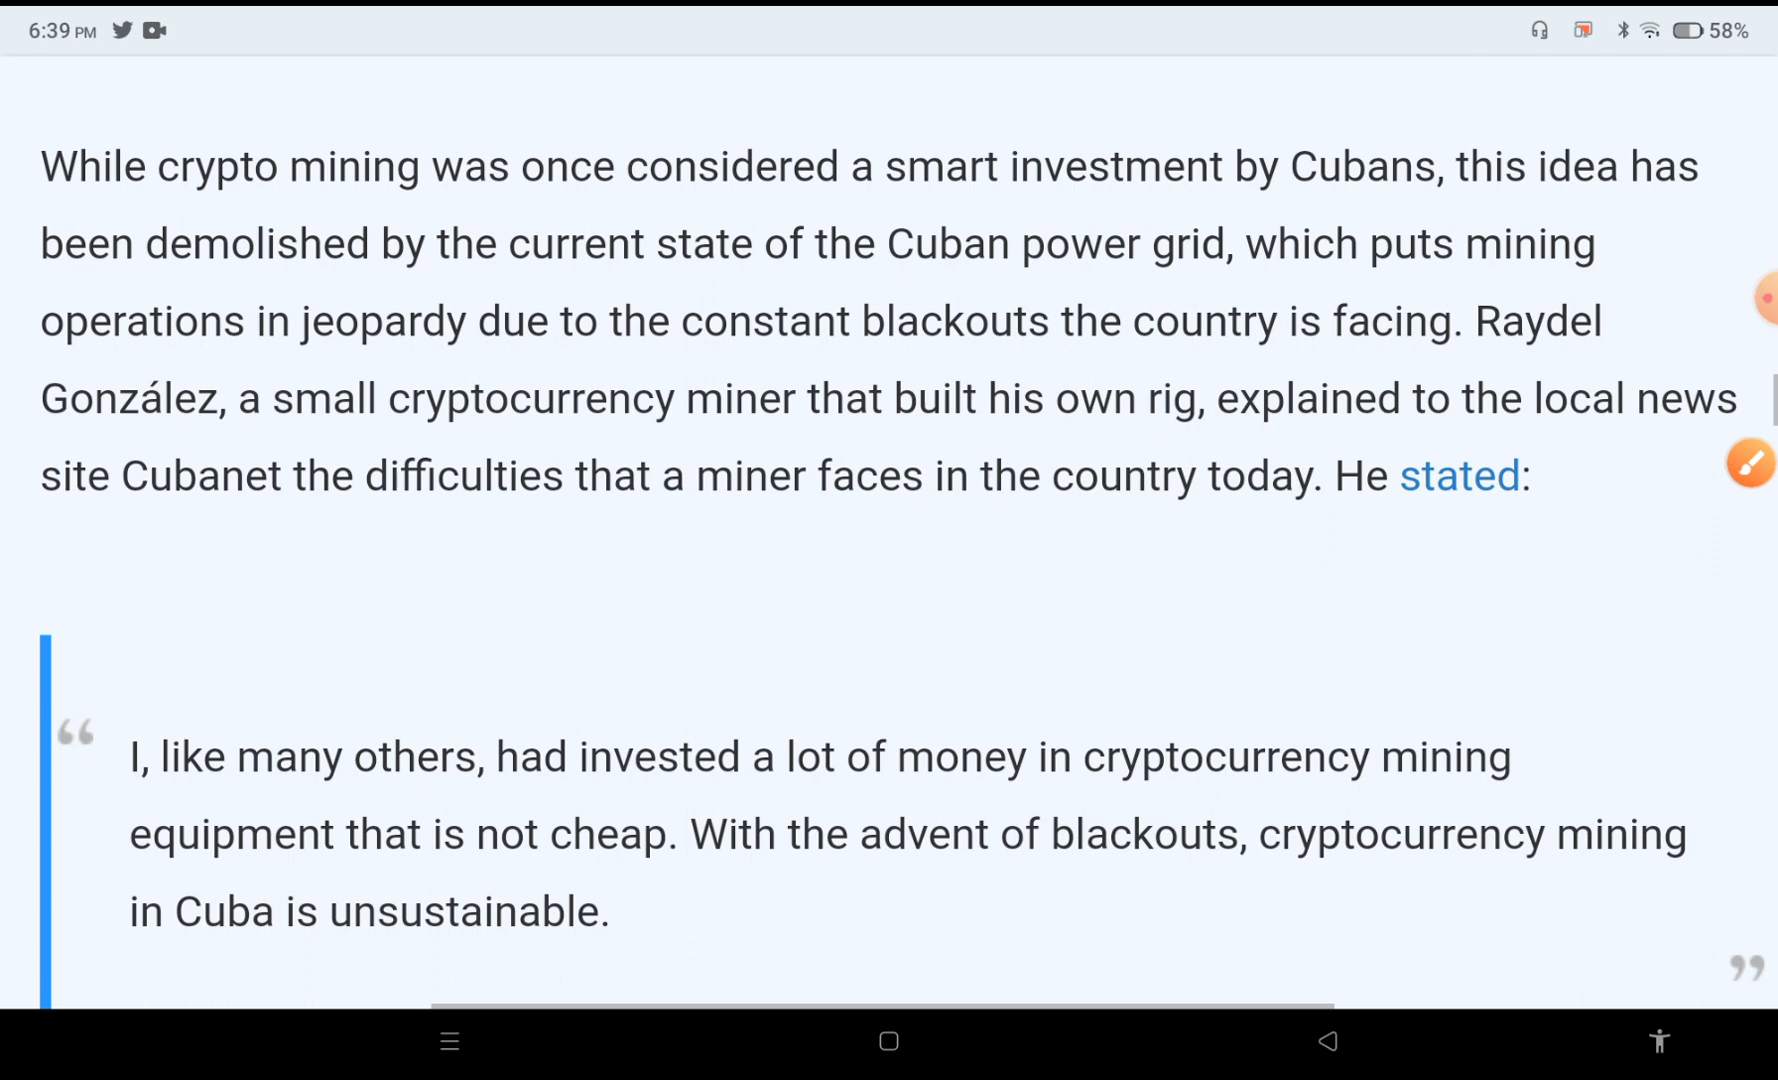 6:39 PM
58%
While crypto mining was once considered a smart investment by Cubans, this idea has
been demolished by the current state of the Cuban power grid, which puts mining
operations in jeopardy due to the constant blackouts the country is facing. Raydel
González, a small cryptocurrency miner that built his own rig, explained to the local news
site Cubanet the difficulties that a miner faces in the country today. He stated:
“
I, like many others, had invested a lot of money in cryptocurrency mining
equipment that is not cheap. With the advent of blackouts, cryptocurrency mining
in Cuba is unsustainable.
”